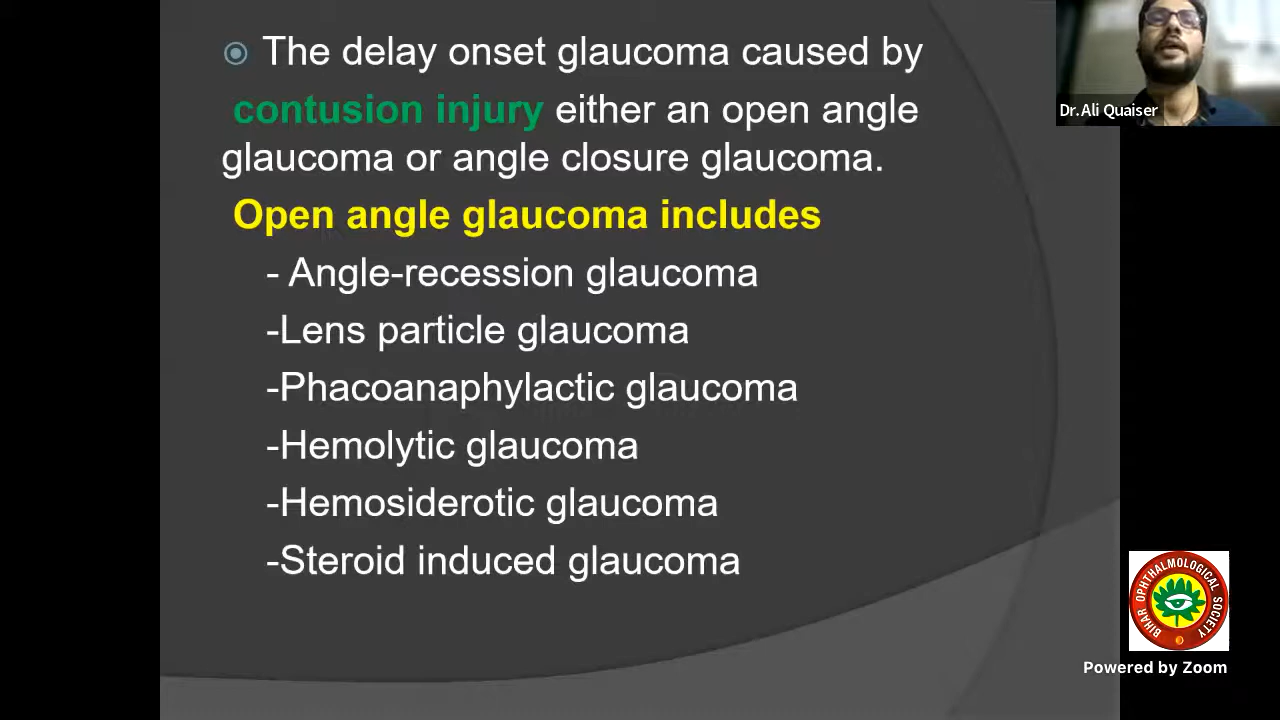 The delay onset glaucoma caused by
contusion injury either an open angle
glaucoma or angle closure glaucoma.
Open angle glaucoma includes
- Angle-recession glaucoma
-Lens particle glaucoma
-Phacoanaphylactic glaucoma
-Hemolytic glaucoma
-Hemosiderotic glaucoma
-Steroid induced glaucoma
Dr.Ali Quaiser
BIHAR OPHTHALMOLOGICAL SOCIETY
Powered by Zoom